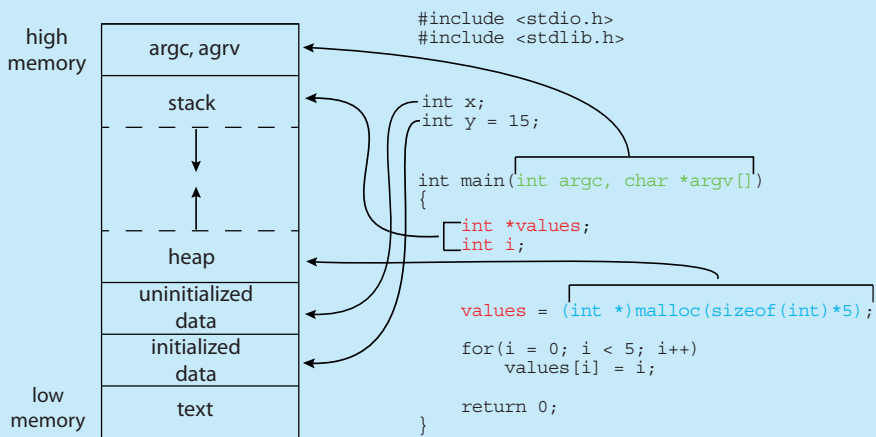 high
memory
argc, agrv
stack
heap
uninitialized
data
initialized
data
low
memory
text
#include <stdio.h>
#include <stdlib.h>
int x;
int y = 15;
int main(int argc, char *argv[])
{
int *values;
int i;
values = (int *)malloc(sizeof(int)*5);
for(i = 0; i < 5; i++)
values[i] = i;
return 0;
}